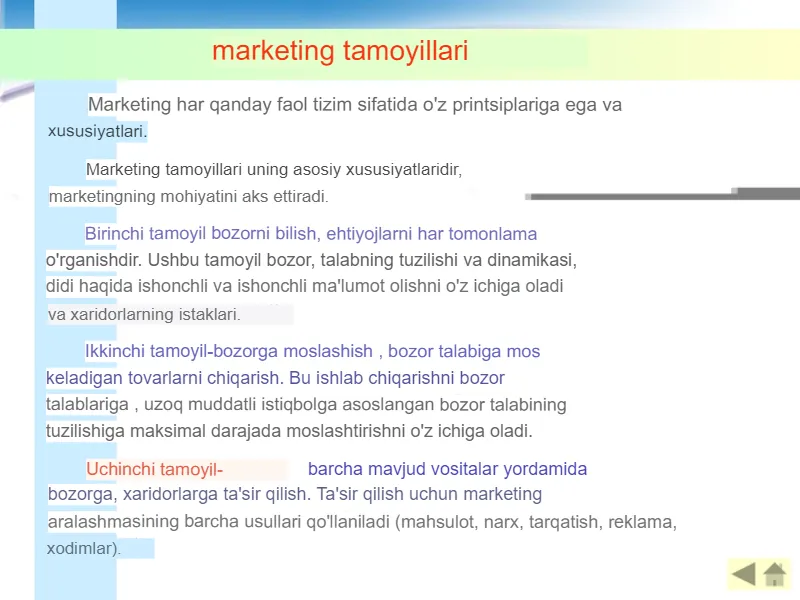 marketing tamoyillari
Marketing har qanday faol tizim sifatida o'z printsiplariga ega va
xususiyatlari.
Marketing tamoyillari uning asosiy xususiyatlaridir,
marketingning mohiyatini aks ettiradi.
Birinchi tamoyil bozorni bilish, ehtiyojlarni har tomonlama
o'rganishdir. Ushbu tamoyil bozor, talabning tuzilishi va dinamikasi,
didi haqida ishonchli va ishonchli ma'lumot olishni o'z ichiga oladi
va xaridorlarning istaklari.
Ikkinchi tamoyil-bozorga moslashish , bozor talabiga mos
keladigan tovarlarni chiqarish. Bu ishlab chiqarishni bozor
talablariga , uzoq muddatli istiqbolga asoslangan bozor talabining
tuzilishiga maksimal darajada moslashtirishni o'z ichiga oladi.
Uchinchi tamoyil- barcha mavjud vositalar yordamida
bozorga, xaridorlarga ta'sir qilish. Ta'sir qilish uchun marketing
aralashmasining barcha usullari qo'llaniladi (mahsulot, narx, tarqatish, reklama,
xodimlar).